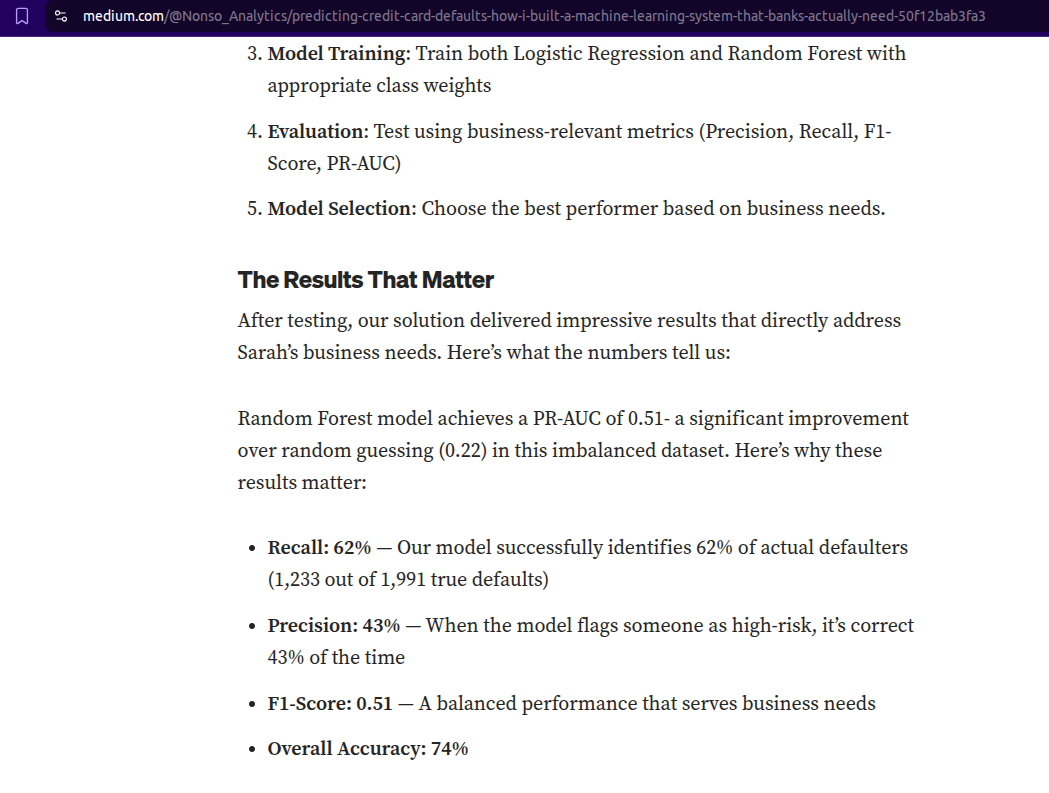 medium.com/@Nonso_Analytics/predicting-credit-card-defaults-how-i-built-a-machine-learning-system-that-banks-actually-need-50f12bab3fa3
3. Model Training: Train both Logistic Regression and Random Forest with
appropriate class weights
4. Evaluation: Test using business-relevant metrics (Precision, Recall, F1-
Score, PR-AUC)
5. Model Selection: Choose the best performer based on business needs.
The Results That Matter
After testing, our solution delivered impressive results that directly address
Sarah’s business needs. Here’s what the numbers tell us:
Random Forest model achieves a PR-AUC of 0.51- a significant improvement
over random guessing (0.22) in this imbalanced dataset. Here’s why these
results matter:
• Recall: 62% — Our model successfully identifies 62% of actual defaulters
(1,233 out of 1,991 true defaults)
• Precision: 43% — When the model flags someone as high-risk, it’s correct
43% of the time
• F1-Score: 0.51 — A balanced performance that serves business needs
• Overall Accuracy: 74%